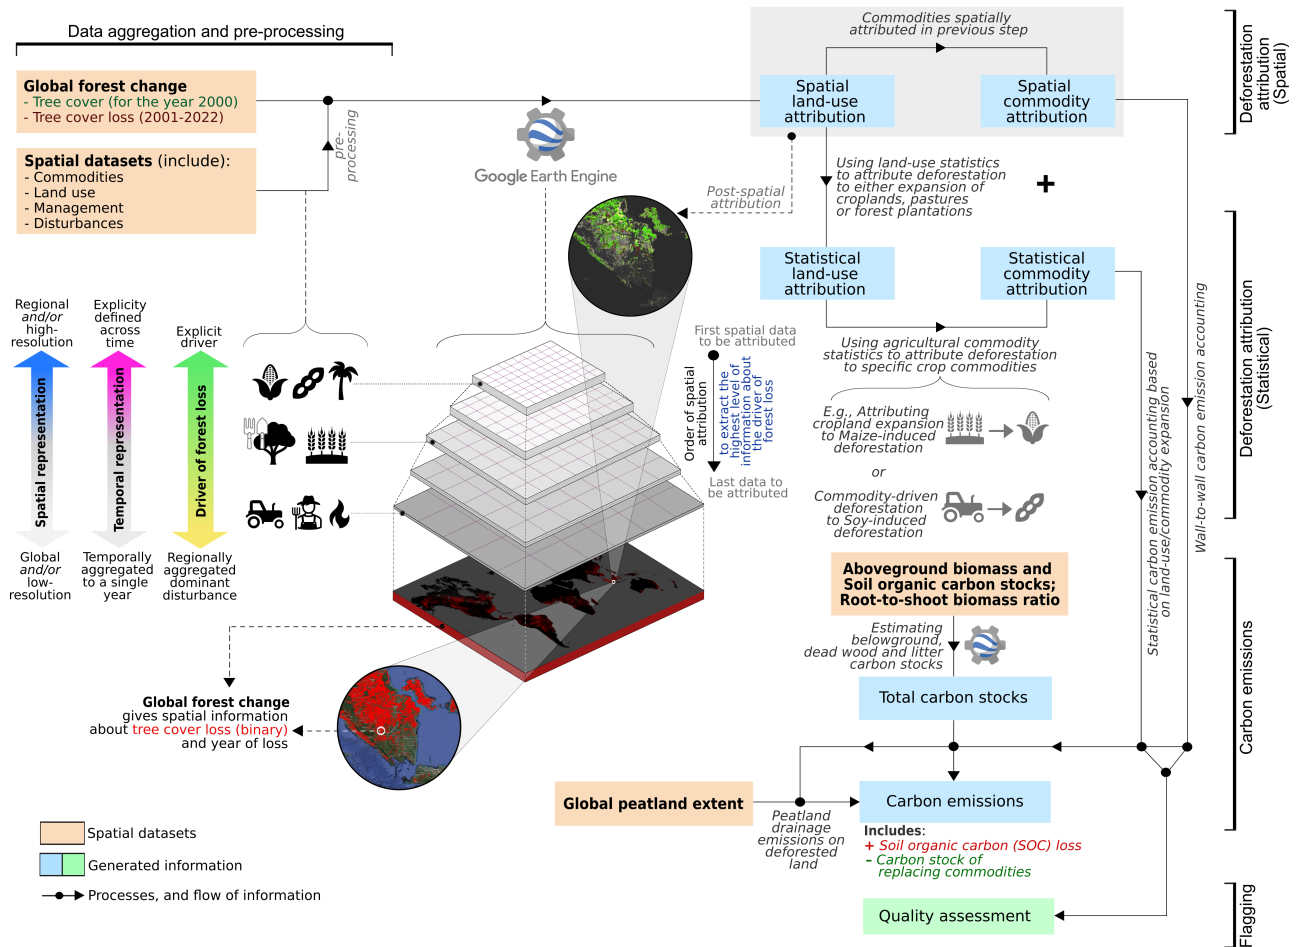 Data aggregation and pre-processing
Global forest change
- Tree cover (for the year 2000)
- Tree cover loss (2001-2022)
Spatial datasets (include):
- Commodities
- Land use
- Management
- Disturbances
pre-
processing
Google Earth Engine
Commodities spatially
attributed in previous step
Spatial
land-use
attribution
Spatial
commodity
attribution
Deforestation
attribution
(Spatial)
Post-spatial
attribution
Using land-use statistics
to attribute deforestation
to either expansion of
croplands, pastures
or forest plantations
+
Statistical
land-use
attribution
Statistical
commodity
attribution
Using agricultural commodity
statistics to attribute deforestation
to specific crop commodities
E.g., Attributing
cropland expansion
to Maize-induced
deforestation
or
Commodity-driven
deforestation
to Soy-induced
deforestation
Deforestation attribution
(Statistical)
Statistical carbon emission accounting based
on land-use/commodity expansion
Wall-to-wall carbon emission accounting
Regional
and/or
high-
resolution
Spatial representation
Global
and/or
low-
resolution
Explicity
defined
across
time
Temporal representation
Temporally
aggregated
to a single
year
Explicit
driver
Driver of forest loss
Regionally
aggregated
dominant
disturbance
First spatial data
to be attributed
Order of spatial
attribution
to extract the
highest level of
information about
the driver of
forest loss
Last data to
be attributed
Global forest change
gives spatial information
about tree cover loss (binary)
and year of loss
Aboveground biomass and
Soil organic carbon stocks;
Root-to-shoot biomass ratio
Estimating
belowground,
dead wood and litter
carbon stocks
Total carbon stocks
Global peatland extent
Peatland
drainage
emissions on
deforested
land
Carbon emissions
Includes:
+ Soil organic carbon (SOC) loss
– Carbon stock of
replacing commodities
Carbon emissions
Quality assessment
Flagging
Spatial datasets
Generated information
Processes, and flow of information